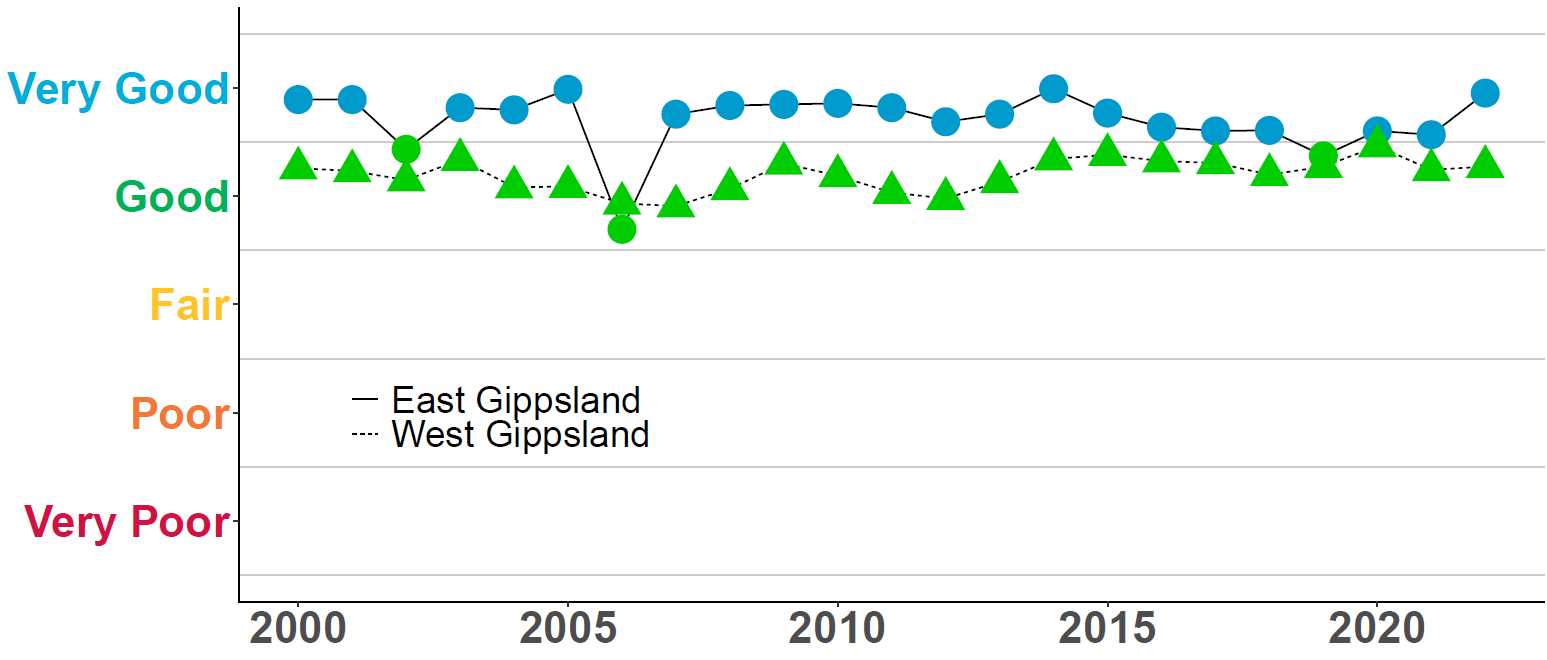 Very Good
Good
Fair
Poor
Very Poor
East Gippsland
West Gippsland
2000 2005 2010 2015 2020